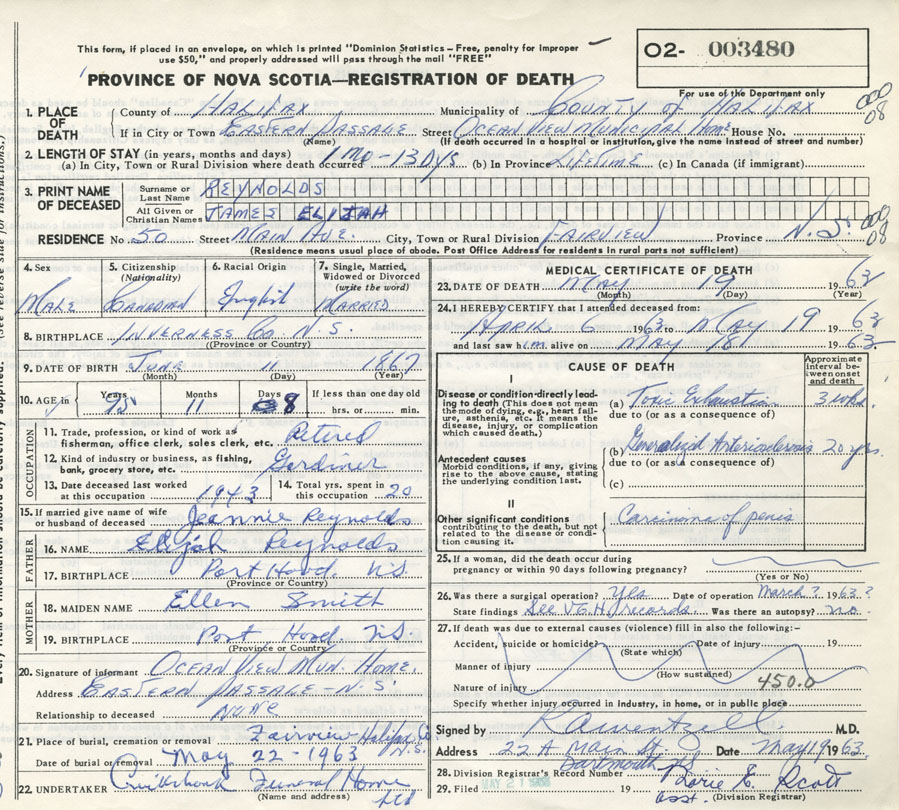 This form, if placed in an envelope, on which is printed "Dominion Statistics – Free, penalty for improper
use $50," and properly addressed will pass through the mail "FREE"
PROVINCE OF NOVA SCOTIA—REGISTRATION OF DEATH
02- 003480
For use of the Department only
1. PLACE OF DEATH
County of HALIFAX Municipality of COUNTY OF HALIFAX
000
08
If in City or Town EASTERN PASSAGE Street OCEAN VIEW MUNICIPAL HOME House No.
(Name) (If death occurred in a hospital or institution, give name instead of street and number)
2. LENGTH OF STAY (in years, months and days)
(a) In City, Town or Rural Division where death occurred 1 Mo - 13 Dys (b) In Province LIFETIME (c) In Canada (if immigrant)
3. PRINT NAME OF DECEASED
Surname or Last Name REYNOLDS
All Given or Christian Names JAMES ELIJAH
000
08
RESIDENCE No. 50 Street MAIN AVE. City, Town or Rural Division FAIRVIEW Province N.S.
(Residence means usual place of abode. Post Office Address for residents in rural parts not sufficient)
4. Sex
MALE
5. Citizenship
(Nationality)
CANADIAN
6. Racial Origin
English
7. Single, Married, Widowed or Divorced
(write the word)
MARRIED
8. BIRTHPLACE INVERNESS Co. N.S.
(Province or Country)
9. DATE OF BIRTH JUNE 11 1867
(Month) (Day) (Year)
10. AGE in Years 95 Months 11 Days 8 If less than one day old
hrs. or min.
OCCUPATION
11. Trade, profession, or kind of work as fisherman, office clerk, sales clerk, etc. Retired
12. Kind of industry or business, as fishing, bank, grocery store, etc. Gardiner
13. Date deceased last worked at this occupation 1943
14. Total yrs. spent in this occupation 20
15. If married give name of wife or husband of deceased Jeannie Reynolds
FATHER
16. NAME Elijah Reynolds
17. BIRTHPLACE Port Hood NS
(Province or Country)
MOTHER
18. MAIDEN NAME Ellen Smith
19. BIRTHPLACE Port Hood. N.S.
(Province or Country)
20. Signature of informant OCEAN VIEW MUN. HOME.
Address EASTERN PASSAGE - N.S.
Relationship to deceased NONE
21. Place of burial, cremation or removal Fairview Halifax Co N.S.
Date of burial or removal May 22 - 1963
22. UNDERTAKER Funeral Home Ltd
(Name and address)
MEDICAL CERTIFICATE OF DEATH
23. DATE OF DEATH MAY 19 1963
(Month) (Day) (Year)
24. I HEREBY CERTIFY that I attended deceased from:
APRIL 6 1963 to MAY 19 1963
and last saw him alive on MAY 18 1963
CAUSE OF DEATH
Approximate interval between onset and death
I
Disease or condition directly leading to death (This does not mean the mode of dying, e.g., heart failure, asthenia, etc. It means the disease, injury, or complication which caused death.)
(a) Toxic Exhaustion 3 wks.
due to (or as a consequence of)
Antecedent causes
Morbid conditions, if any, giving rise to the above cause, stating the underlying condition last.
(b) Generalized Arteriosclerosis 20 yrs.
due to (or as a consequence of)
(c)
II
Other significant conditions contributing to the death, but not related to the disease or condition causing it.
Carcinoma of penis
25. If a woman, did the death occur during pregnancy or within 90 days following pregnancy?
(Yes or No)
26. Was there a surgical operation? Yes Date of operation March ? 1963?
State findings See V.G.H. records Was there an autopsy? no.
27. If death was due to external causes (violence) fill in also the following:–
Accident, suicide or homicide? Date of injury 19
(State which)
Manner of injury
(How sustained)
Nature of injury 450.0
Specify whether injury occurred in Industry, in home, or in public place
Signed by M.D.
Address 22 A Main St. Dartmouth Date May 19 1963
28. Division Registrar's Record Number
29. Filed MAY 21 19 E. Scott
asst. (Division Registrar)